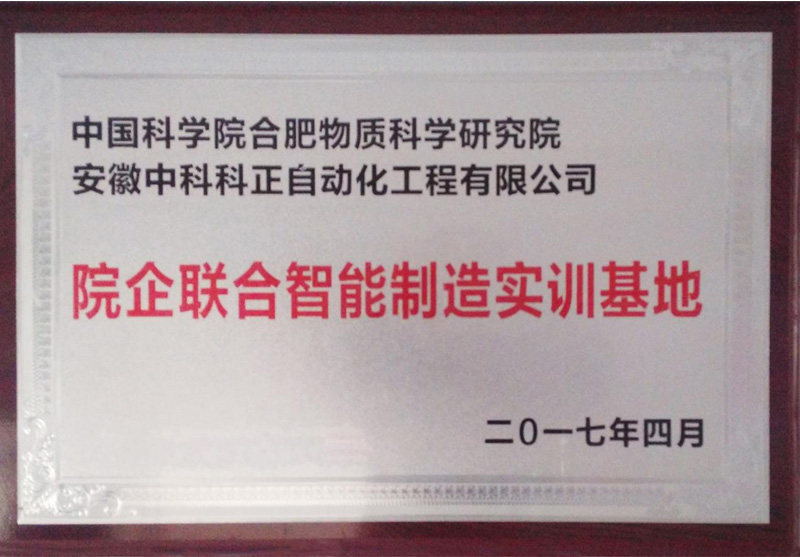 中国科学院合肥物质科学研究院
安徽中科科正自动化工程有限公司
院企联合智能制造实训基地
二0一七年四月